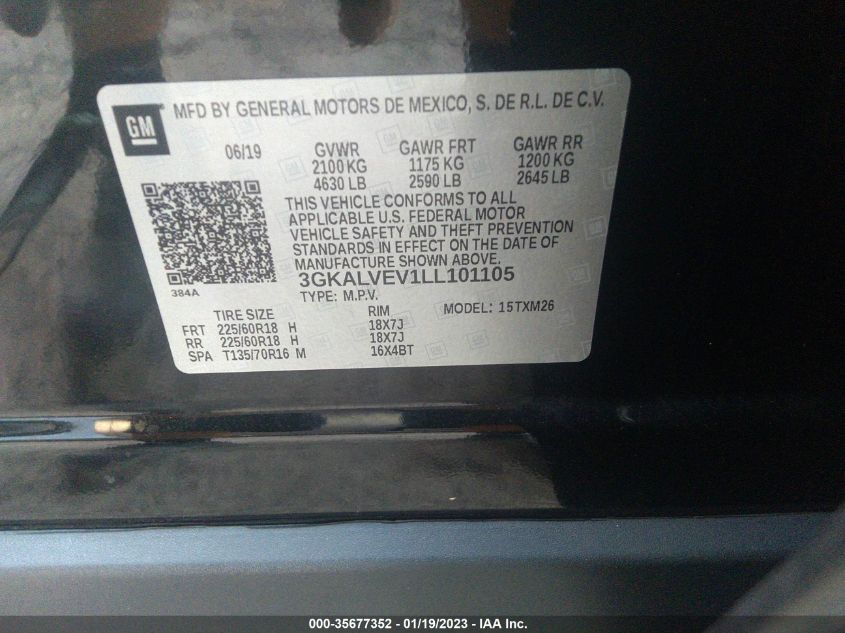 GM
MFD BY GENERAL MOTORS DE MEXICO, S. DE R.L. DE C.V.
06/19 GVWR GAWR FRT GAWR RR
2100 KG 1175 KG 1200 KG
4630 LB 2590 LB 2645 LB
THIS VEHICLE CONFORMS TO ALL
APPLICABLE U.S. FEDERAL MOTOR
VEHICLE SAFETY AND THEFT PREVENTION
STANDARDS IN EFFECT ON THE DATE OF
MANUFACTURE SHOWN ABOVE.
384A
3GKALVEV1LL101105
TYPE: M.P.V. MODEL: 15TXM26
TIRE SIZE RIM
FRT 225/60R18 H 18X7J
RR 225/60R18 H 18X7J
SPA T135/70R16 M 16X4BT
000-35677352 - 01/19/2023 - IAA Inc.